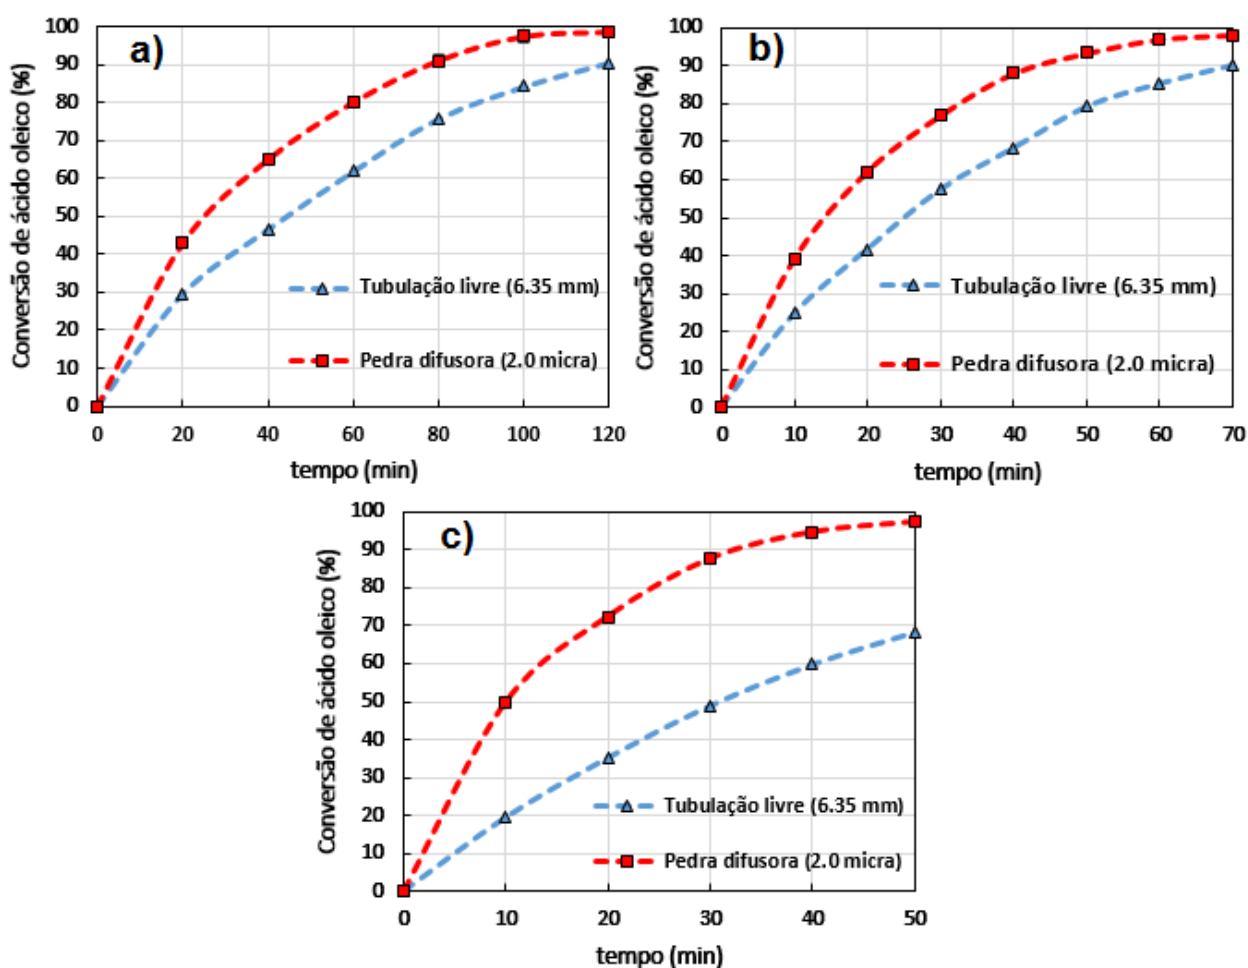 a)
Conversão de ácido oleico (%)
100
90
80
70
60
50
40
30
20
10
0
Tubulação livre (6.35 mm)
Pedra difusora (2.0 micra)
0 20 40 60 80 100 120
tempo (min)
b)
Conversão de ácido oleico (%)
100
90
80
70
60
50
40
30
20
10
0
Tubulação livre (6.35 mm)
Pedra difusora (2.0 micra)
0 10 20 30 40 50 60 70
tempo (min)
c)
Conversão de ácido oleico (%)
100
90
80
70
60
50
40
30
20
10
0
Tubulação livre (6.35 mm)
Pedra difusora (2.0 micra)
0 10 20 30 40 50
tempo (min)